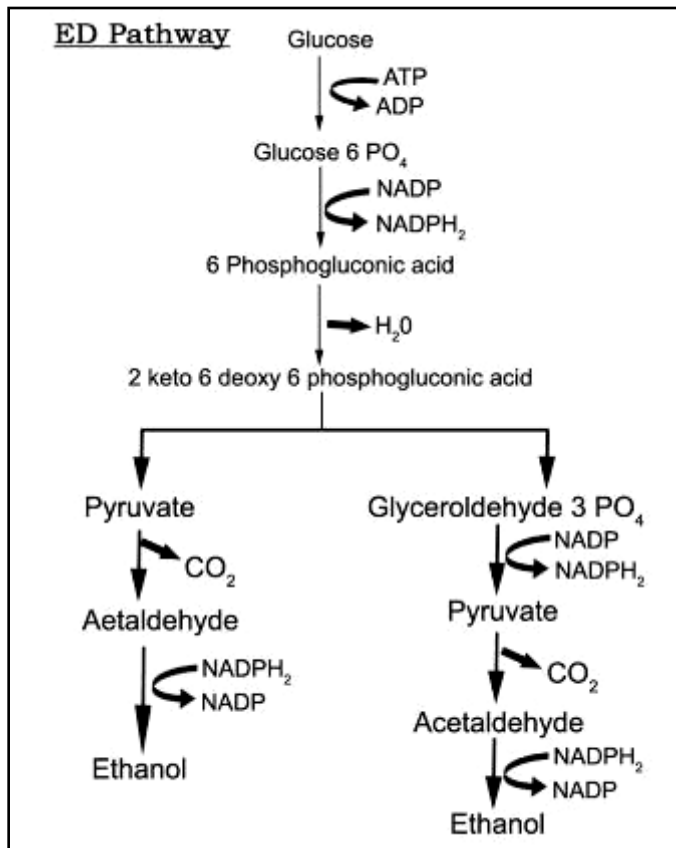 ED Pathway
Glucose
ATP
ADP
Glucose 6 PO₄
NADP
NADPH₂
6 Phosphogluconic acid
H₂0
2 keto 6 deoxy 6 phosphogluconic acid
Pyruvate
CO₂
Aetaldehyde
NADPH₂
NADP
Ethanol
Glyceroldehyde 3 PO₄
NADP
NADPH₂
Pyruvate
CO₂
Acetaldehyde
NADPH₂
NADP
Ethanol